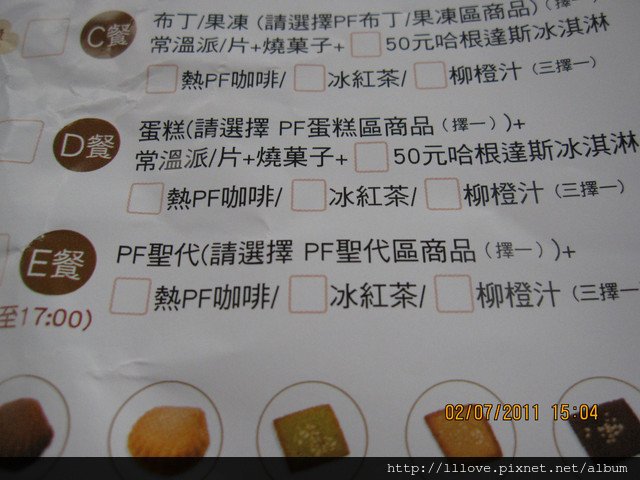 C餐
布丁/果凍 (請選擇PF布丁/果凍區商品)(擇一)+
常溫派/片+燒菓子+ 50元哈根達斯冰淇淋
熱PF咖啡/ 冰紅茶/ 柳橙汁 (三擇一)
D餐
蛋糕(請選擇 PF蛋糕區商品 (擇一))+
常溫派/片+燒菓子+ 50元哈根達斯冰淇淋
熱PF咖啡/ 冰紅茶/ 柳橙汁 (三擇一)
E餐
PF聖代(請選擇 PF聖代區商品 (擇一))+
熱PF咖啡/ 冰紅茶/ 柳橙汁 (三擇一
至17:00)
02/07/2011 15:04
http://lllove.pixnet.net/album